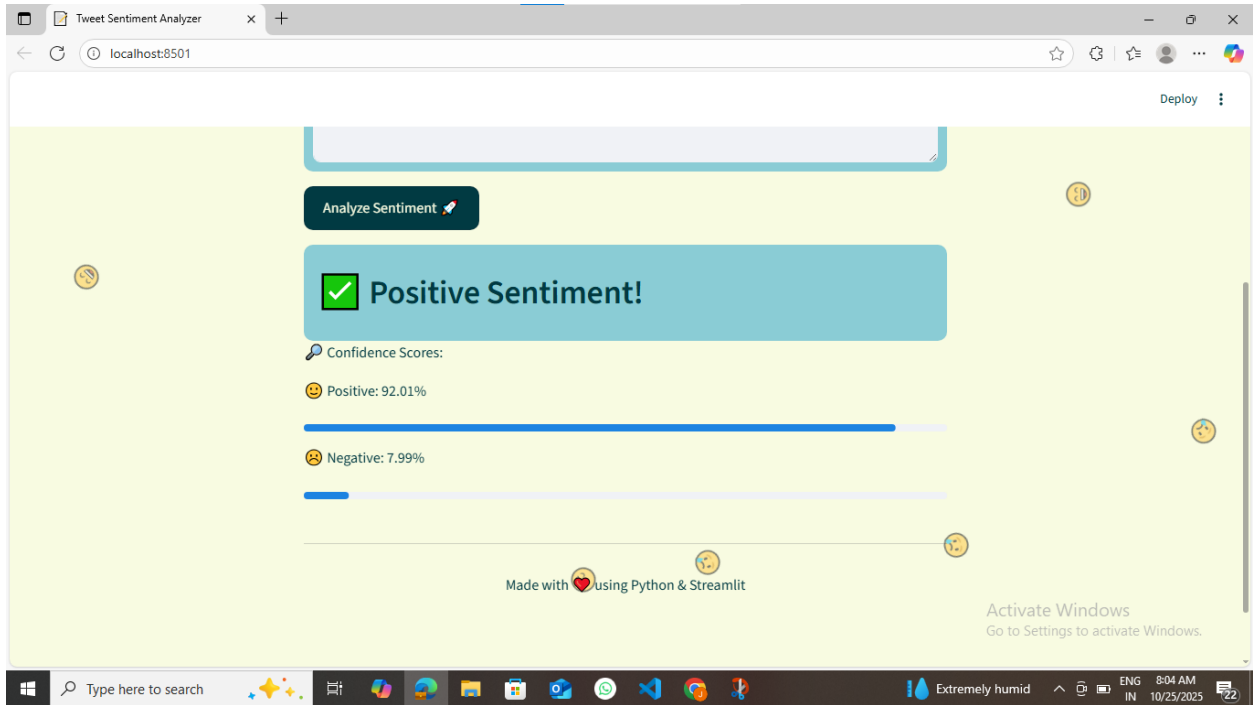 Tweet Sentiment Analyzer
localhost:8501
Deploy
Analyze Sentiment 🚀
✅ Positive Sentiment!
🔎 Confidence Scores:
🙂 Positive: 92.01%
☹️ Negative: 7.99%
Made with ❤️ using Python & Streamlit
Activate Windows
Go to Settings to activate Windows.
Type here to search
Extremely humid
ENG
IN
8:04 AM
10/25/2025
22